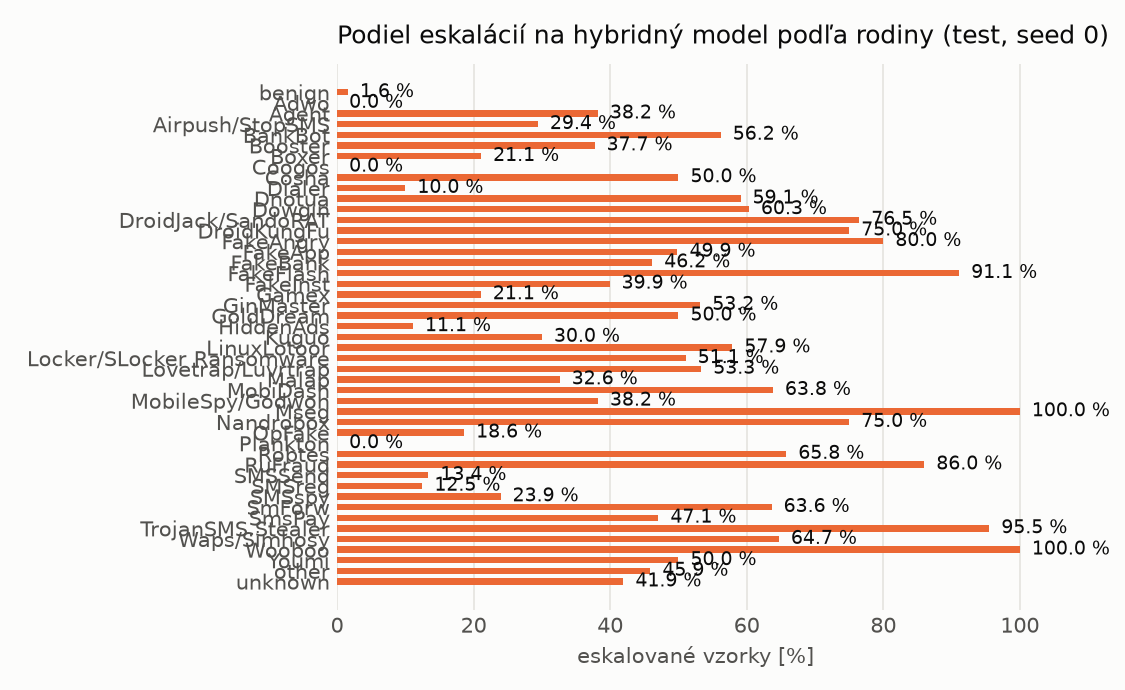 Podiel eskalácií na hybridný model podľa rodiny (test, seed 0)
benign 1.6 %
Adwo 0.0 %
Agent 38.2 %
Airpush/StopSMS 29.4 %
BankBot 56.2 %
Booster 37.7 %
Boxer 21.1 %
Coogos 0.0 %
Cosha 50.0 %
Dialer 10.0 %
Dnotua 59.1 %
Dowgin 60.3 %
DroidJack/SandoRAT 76.5 %
DroidKungFu 75.0 %
FakeAngry 80.0 %
FakeApp 49.9 %
FakeBank 46.2 %
FakeFlash 91.1 %
FakeInst 39.9 %
Gamex 21.1 %
GinMaster 53.2 %
GoldDream 50.0 %
HiddenAds 11.1 %
Kuguo 30.0 %
LinuxLotoor 57.9 %
Locker/SLocker Ransomware 51.1 %
Lovetrap/Luvrtrap 53.3 %
Malap 32.6 %
MobiDash 63.8 %
MobileSpy/Godwon 38.2 %
Mseg 100.0 %
Nandrobox 75.0 %
OpFake 18.6 %
Plankton 0.0 %
Robtes 65.8 %
RuFraud 86.0 %
SMSSend 13.4 %
SMSreg 12.5 %
SMSspy 23.9 %
SmForw 63.6 %
SmsPay 47.1 %
TrojanSMS.Stealer 95.5 %
Waps/Simhosy 64.7 %
Wooboo 100.0 %
Youmi 50.0 %
other 45.9 %
unknown 41.9 %
0 20 40 60 80 100
eskalované vzorky [%]